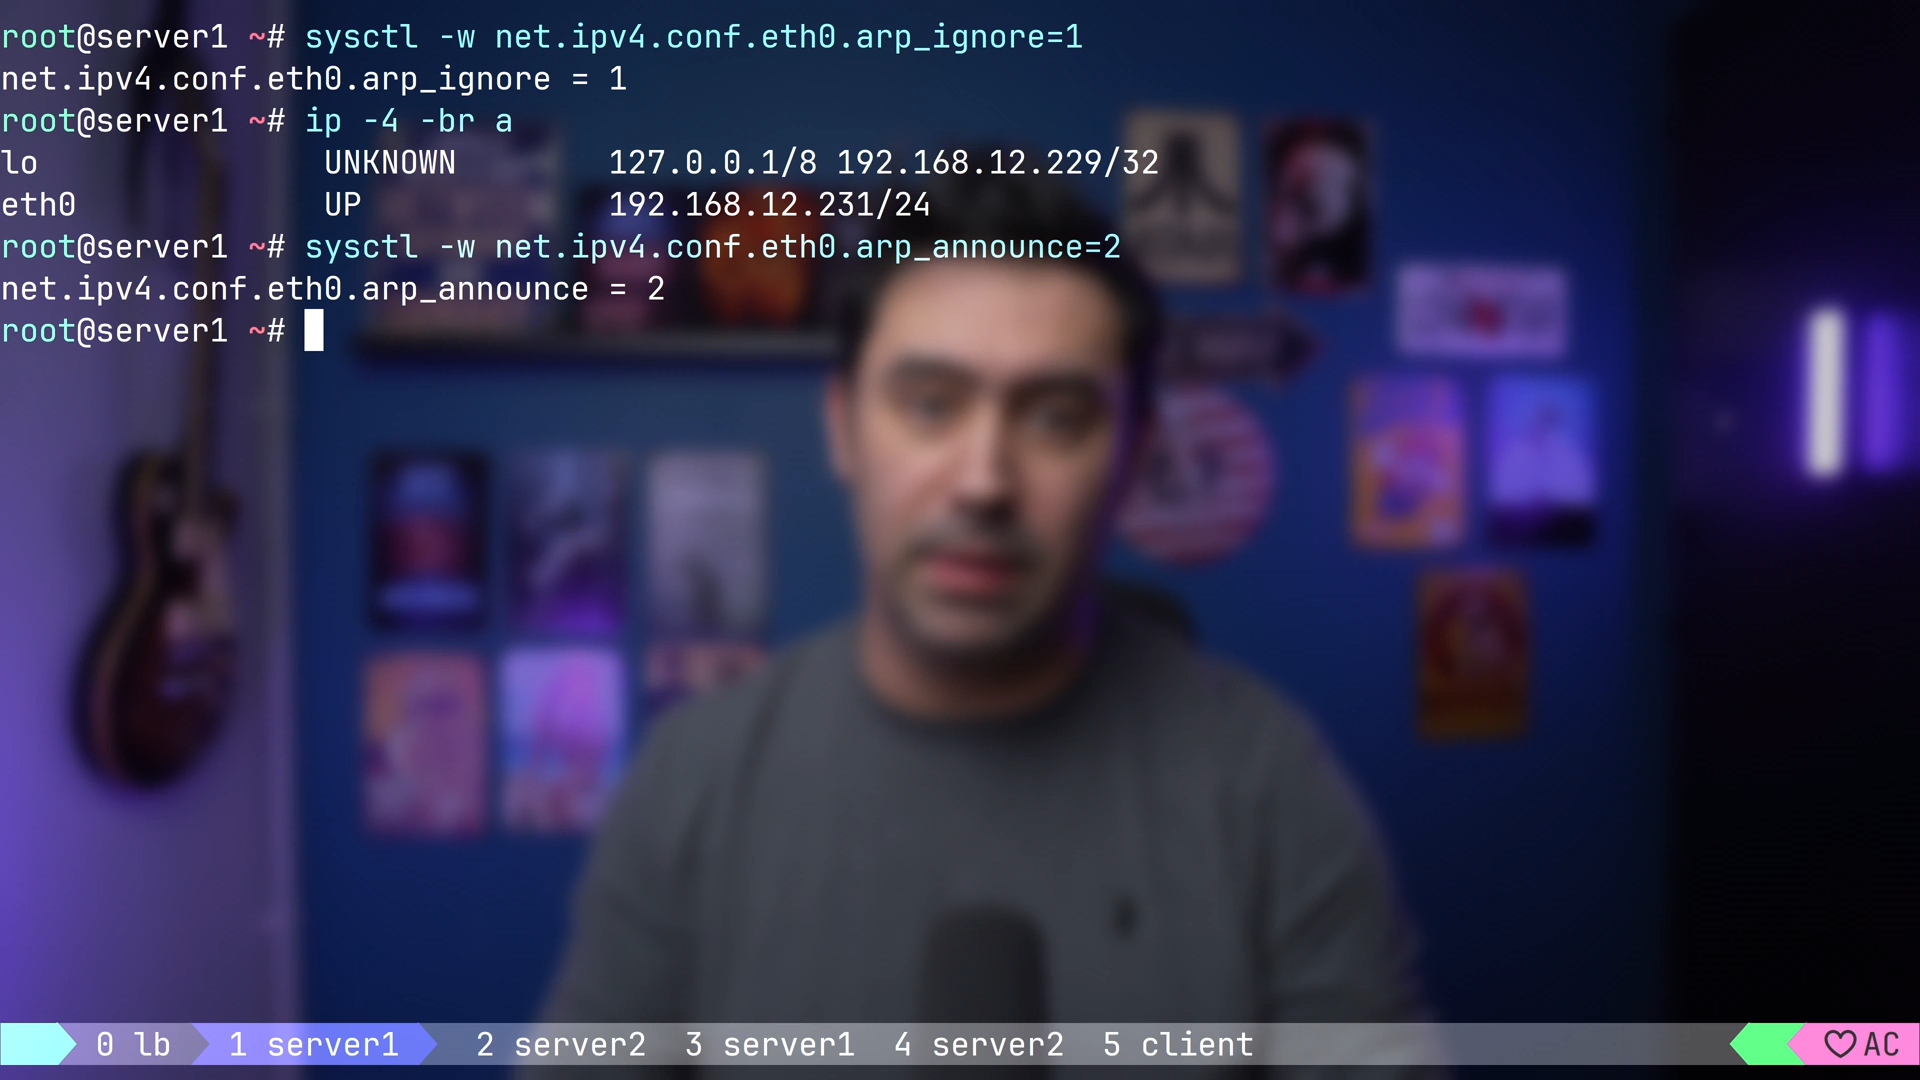 root@server1 ~# sysctl -w net.ipv4.conf.eth0.arp_ignore=1
net.ipv4.conf.eth0.arp_ignore = 1
root@server1 ~# ip -4 -br a
lo UNKNOWN 127.0.0.1/8 192.168.12.229/32
eth0 UP 192.168.12.231/24
root@server1 ~# sysctl -w net.ipv4.conf.eth0.arp_announce=2
net.ipv4.conf.eth0.arp_announce = 2
root@server1 ~#
0 lb 1 server1 2 server2 3 server1 4 server2 5 client ♡ AC